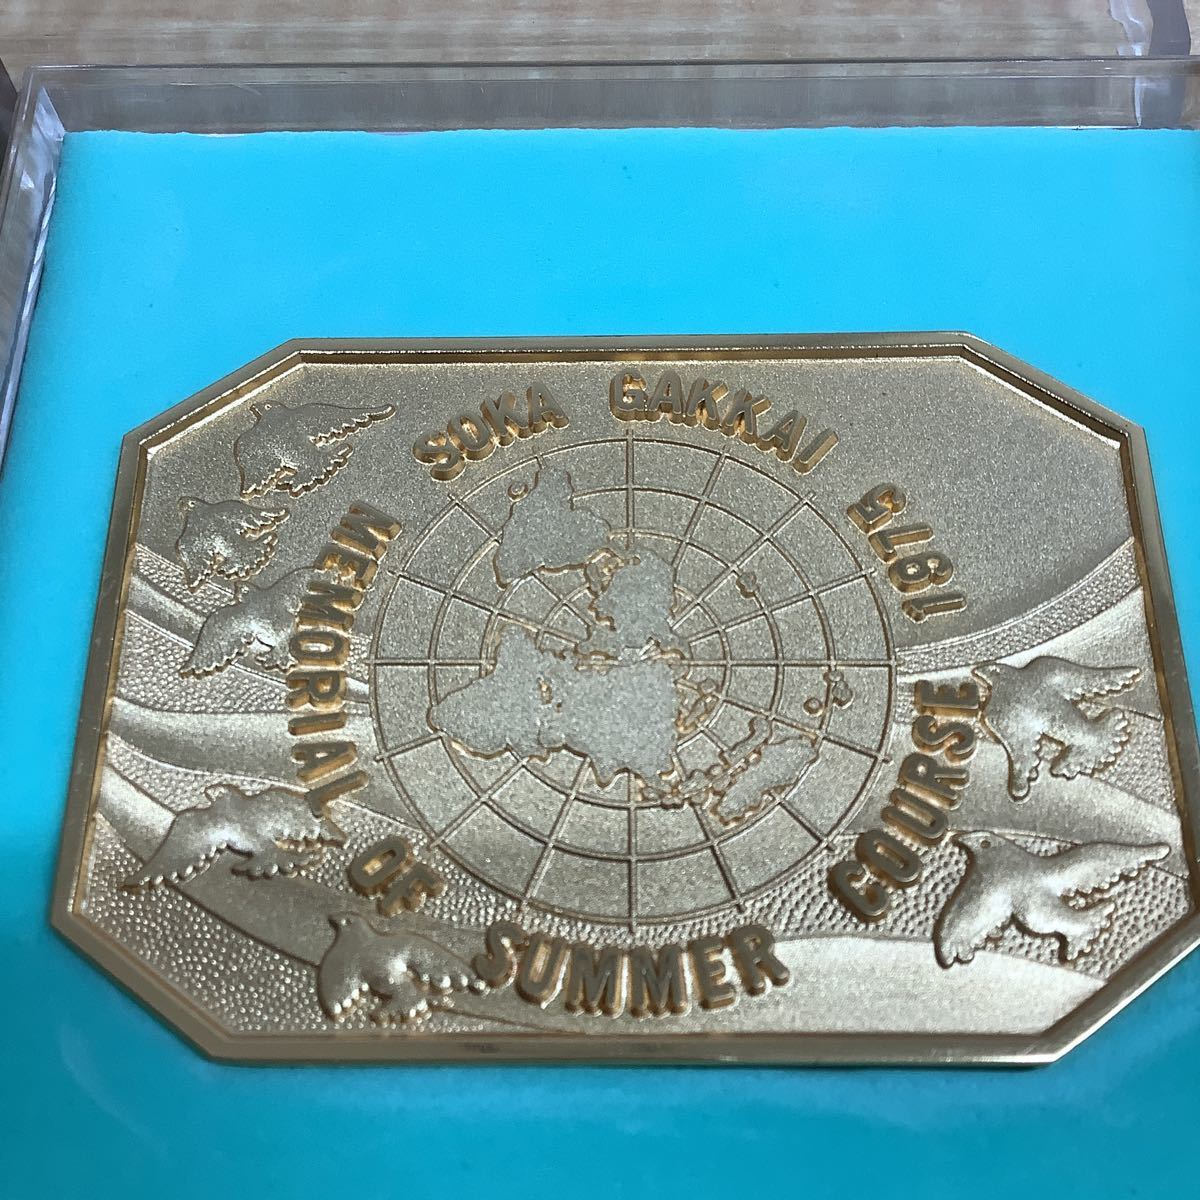 SOKA GAKKAI
MEMORIAL OF SUMMER COURSE 1975